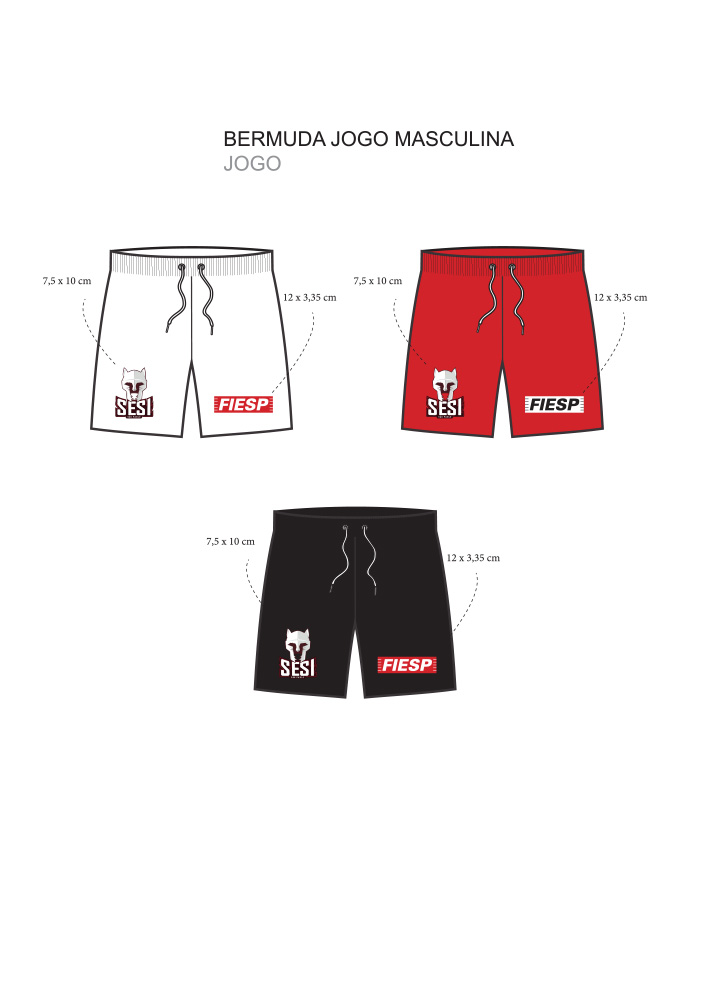 BERMUDA JOGO MASCULINA
JOGO
7,5 x 10 cm
12 x 3,35 cm
SESI
FIESP
7,5 x 10 cm
12 x 3,35 cm
SESI
FIESP
7,5 x 10 cm
12 x 3,35 cm
SESI
FIESP